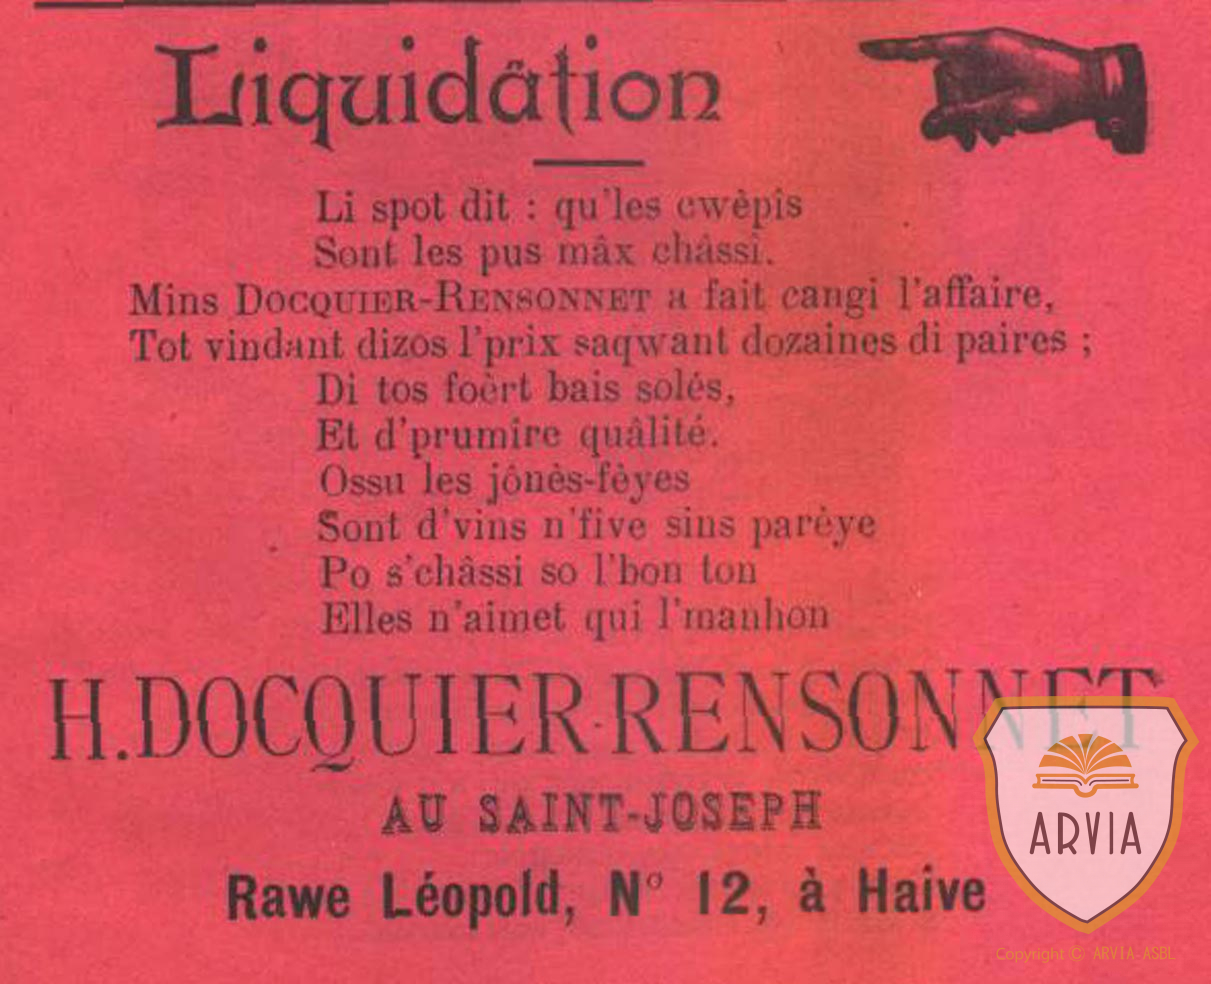 Liquidâtion
Li spot dit : qu'les cwèpîs
Sont les pus mâx châssî.
Mins DOCQUIER-RENSONNET a fait cangi l'affaire,
Tot vindant dizos l'prix saqwant dozaines di paires ;
Di tos foért bais solés,
Et d'prumîre quâlité.
Ossu les jônès-fèyes
Sont d'vins n'five sins parèye
Po s'châssi so l'bon ton
Elles n'aimet qui l'manhon
H. DOCQUIER-RENSONNET
AU SAINT-JOSEPH
Rawe Léopold, N° 12, à Haive
ARVIA
Copyright © ARVIA-ASBL